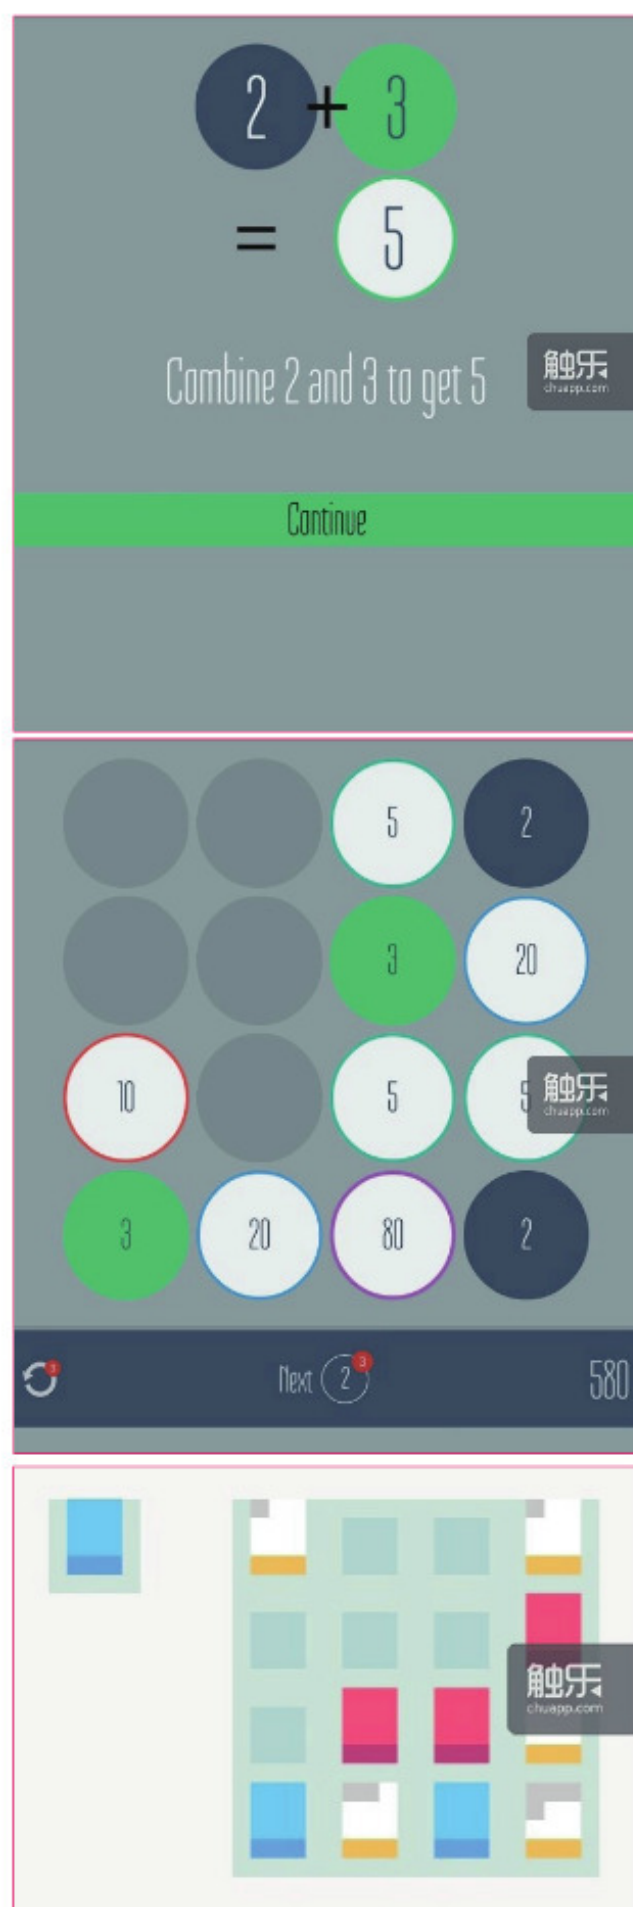 2 + 3
= 5
Combine 2 and 3 to get 5
触乐
chuapp.com
Continue
5 2
3 20
10 5
触乐
chuapp.com
3 20 80 2
3 Next 2 3 580
触乐
chuapp.com